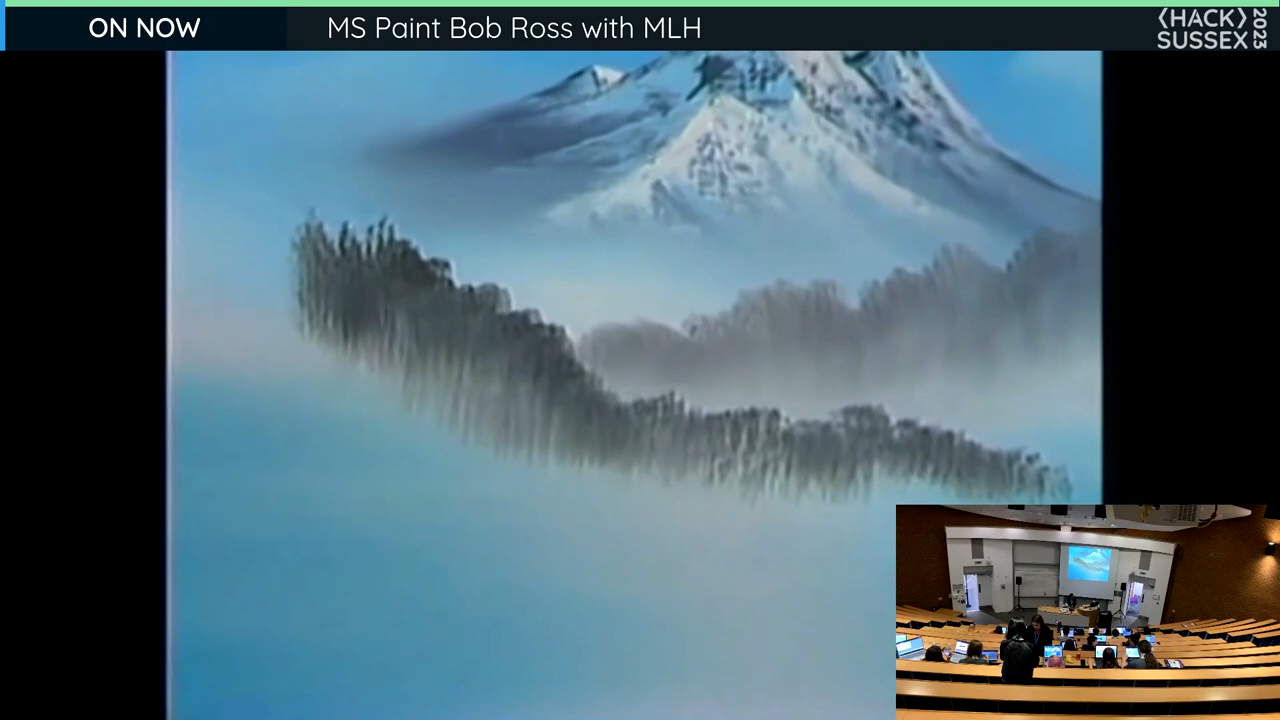 ON NOW
MS Paint Bob Ross with MLH
⟨HACK⟩
SUSSEX
2023